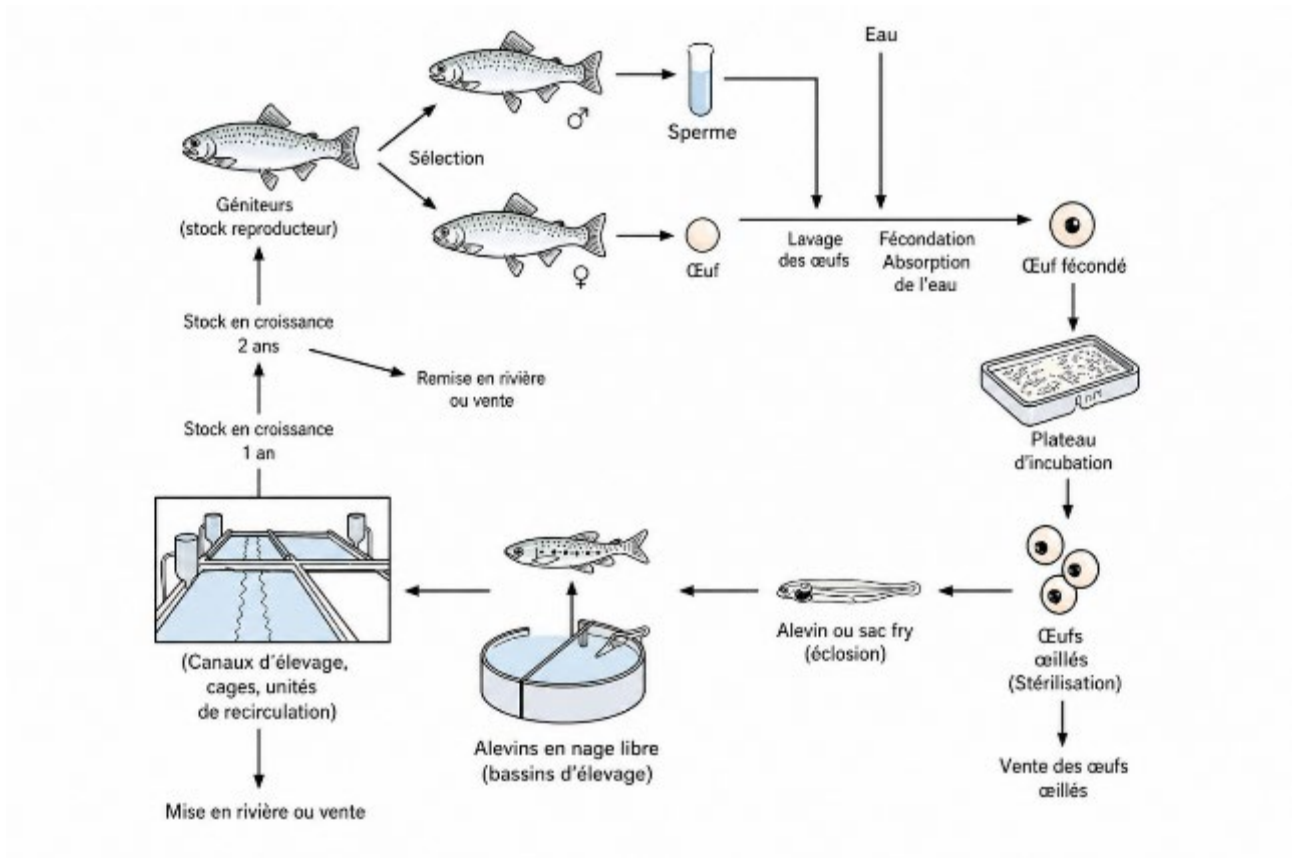 Eau
♂
Sperme
Sélection
Géniteurs
(stock reproducteur)
♀
Œuf
Lavage
des œufs
Fécondation
Absorption
de l'eau
Œuf fécondé
Stock en croissance
2 ans
Remise en rivière
ou vente
Stock en croissance
1 an
Plateau
d'incubation
Œufs
œillés
(Stérilisation)
Alevin ou sac fry
(éclosion)
(Canaux d'élevage,
cages, unités
de recirculation)
Alevins en nage libre
(bassins d'élevage)
Vente des œufs
œillés
Mise en rivière ou vente